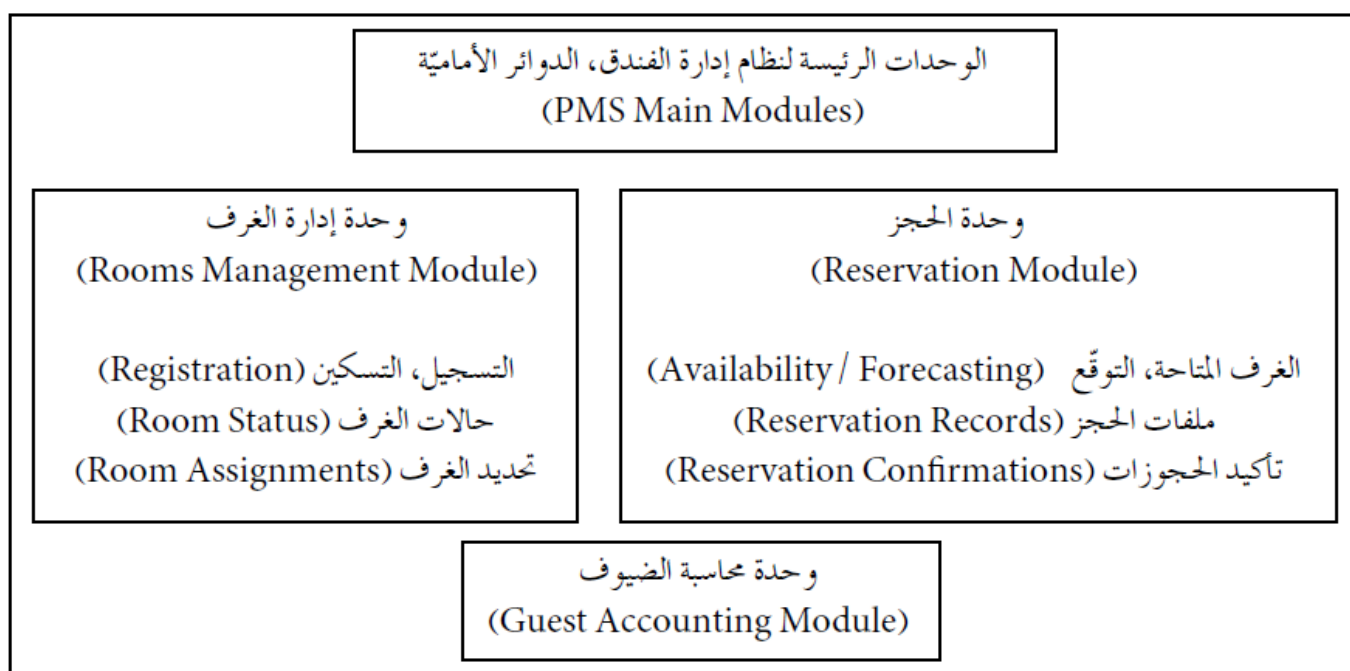 الوحدات الرئيسة لنظام إدارة الفندق، الدوائر الأماميّة
(PMS Main Modules)
وحدة الحجز
(Reservation Module)
الغرف المتاحة، التوقّع (Availability / Forecasting)
ملفات الحجز (Reservation Records)
تأكيد الحجوزات (Reservation Confirmations)
وحدة إدارة الغرف
(Rooms Management Module)
التسجيل، التسكين (Registration)
حالات الغرف (Room Status)
تحديد الغرف (Room Assignments)
وحدة محاسبة الضيوف
(Guest Accounting Module)